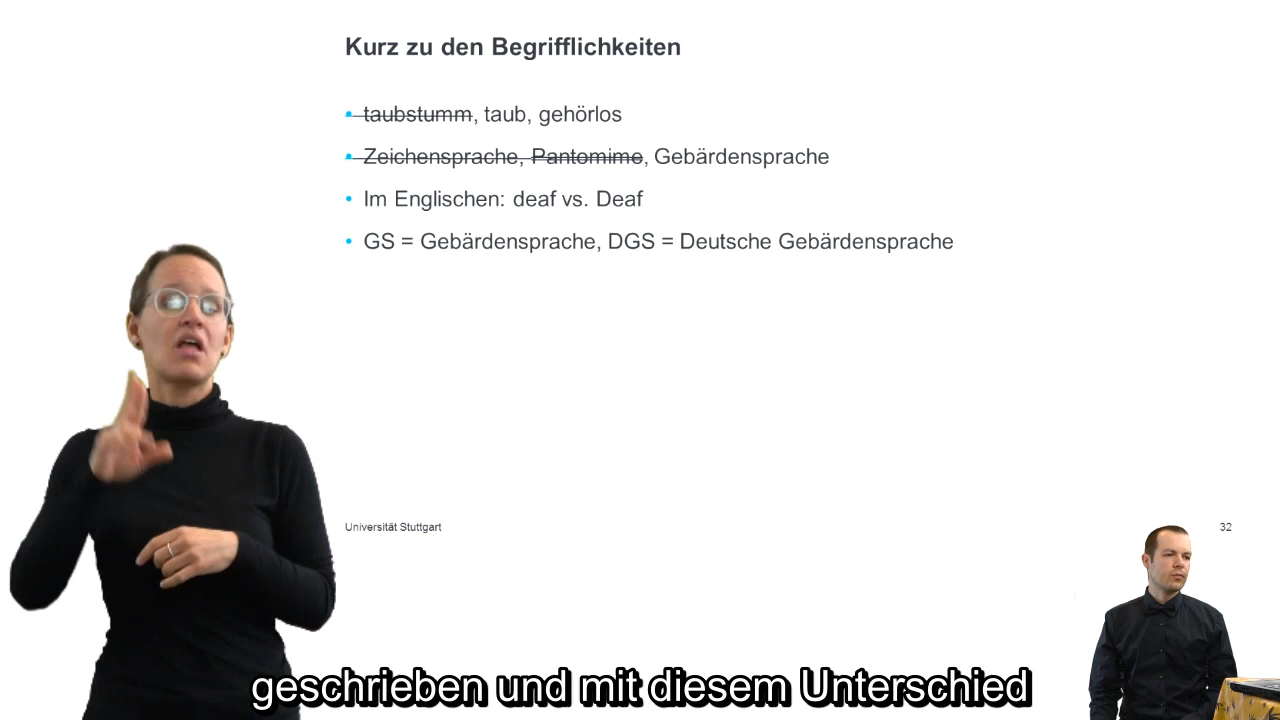 Kurz zu den Begrifflichkeiten
• taubstumm, taub, gehörlos
• Zeichensprache, Pantomime, Gebärdensprache
• Im Englischen: deaf vs. Deaf
• GS = Gebärdensprache, DGS = Deutsche Gebärdensprache
Universität Stuttgart
32
geschrieben und mit diesem Unterschied